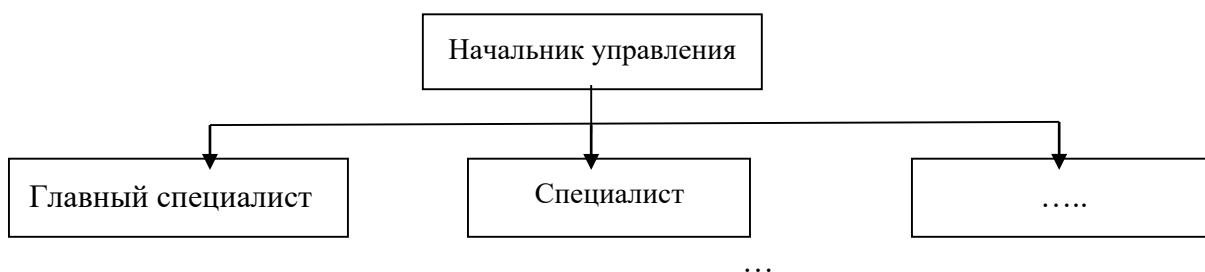 Начальник управления
Главный специалист
Специалист
…..
…